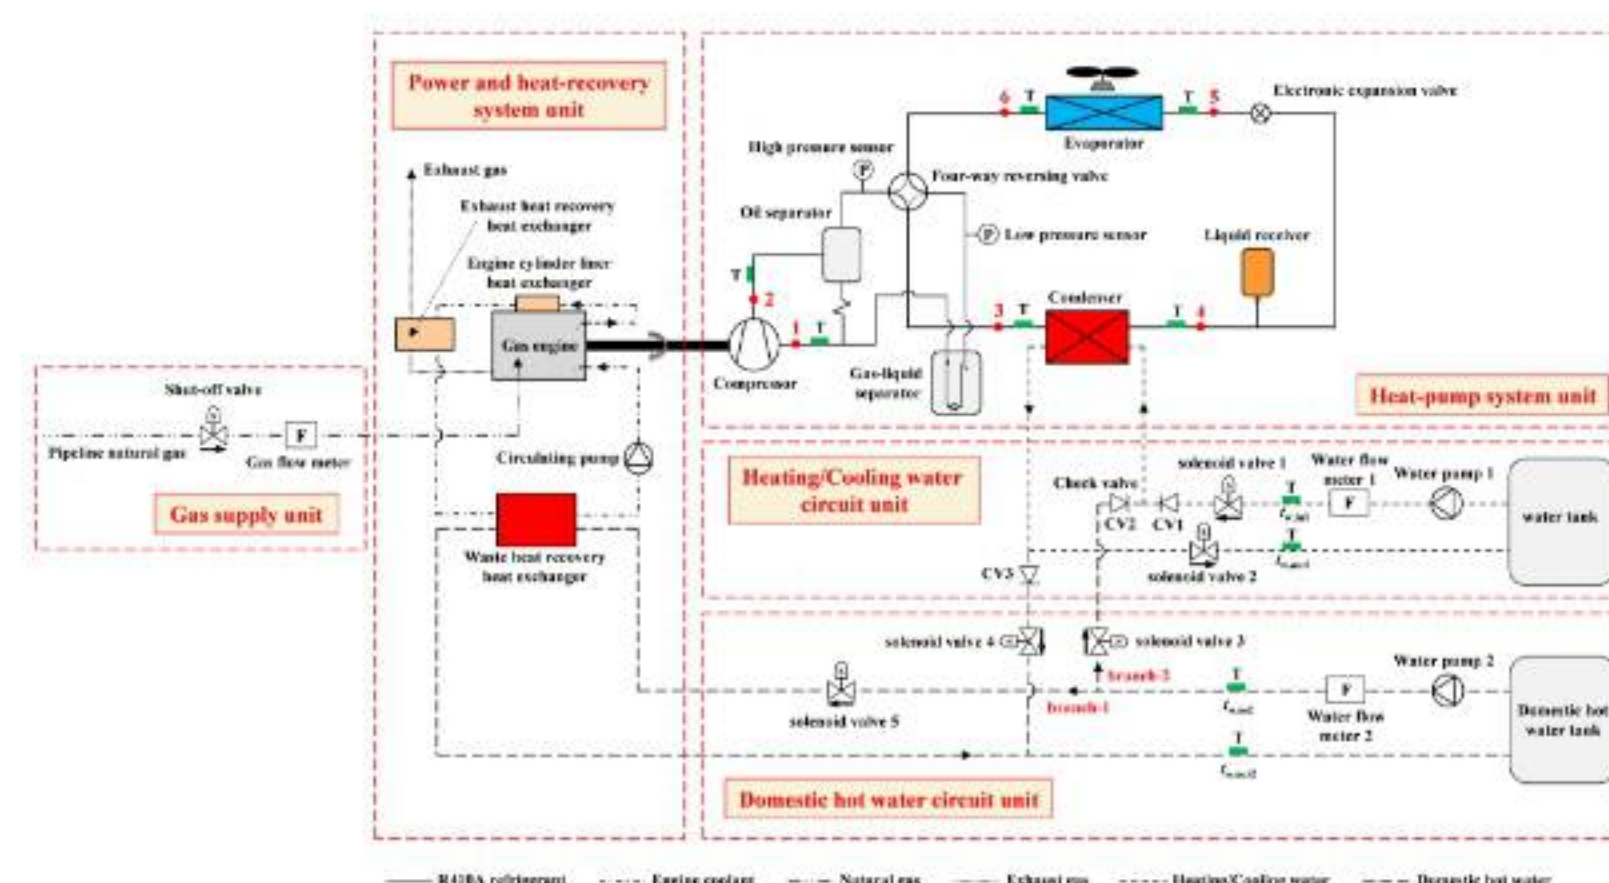 Power and heat-recovery
system unit
Exhaust gas
Exhaust heat recovery
heat exchanger
Engine cylinder liner
heat exchanger
Gas engine
Shut-off valve
Pipeline natural gas
F
Gas flow meter
Gas supply unit
Circulating pump
Waste heat recovery
heat exchanger
6
T
T
5
Electronic expansion valve
Evaporator
High pressure sensor
P
Four-way reversing valve
Oil separator
P
Low pressure sensor
Liquid receiver
T
2
1
T
Compressor
Gas-liquid
separator
3
T
Condenser
T
4
Heat-pump system unit
Heating/Cooling water
circuit unit
Check valve
CV2
CV1
solenoid valve 1
T
Water flow
meter 1
F
Water pump 1
water tank
T
solenoid valve 2
CV3
solenoid valve 4
solenoid valve 3
branch-2
branch-1
solenoid valve 5
T
F
Water flow
meter 2
Water pump 2
Domestic hot
water tank
T
Domestic hot water circuit unit
R410A refrigerant
Engine coolant
Natural gas
Exhaust gas
Heating/Cooling water
Domestic hot water